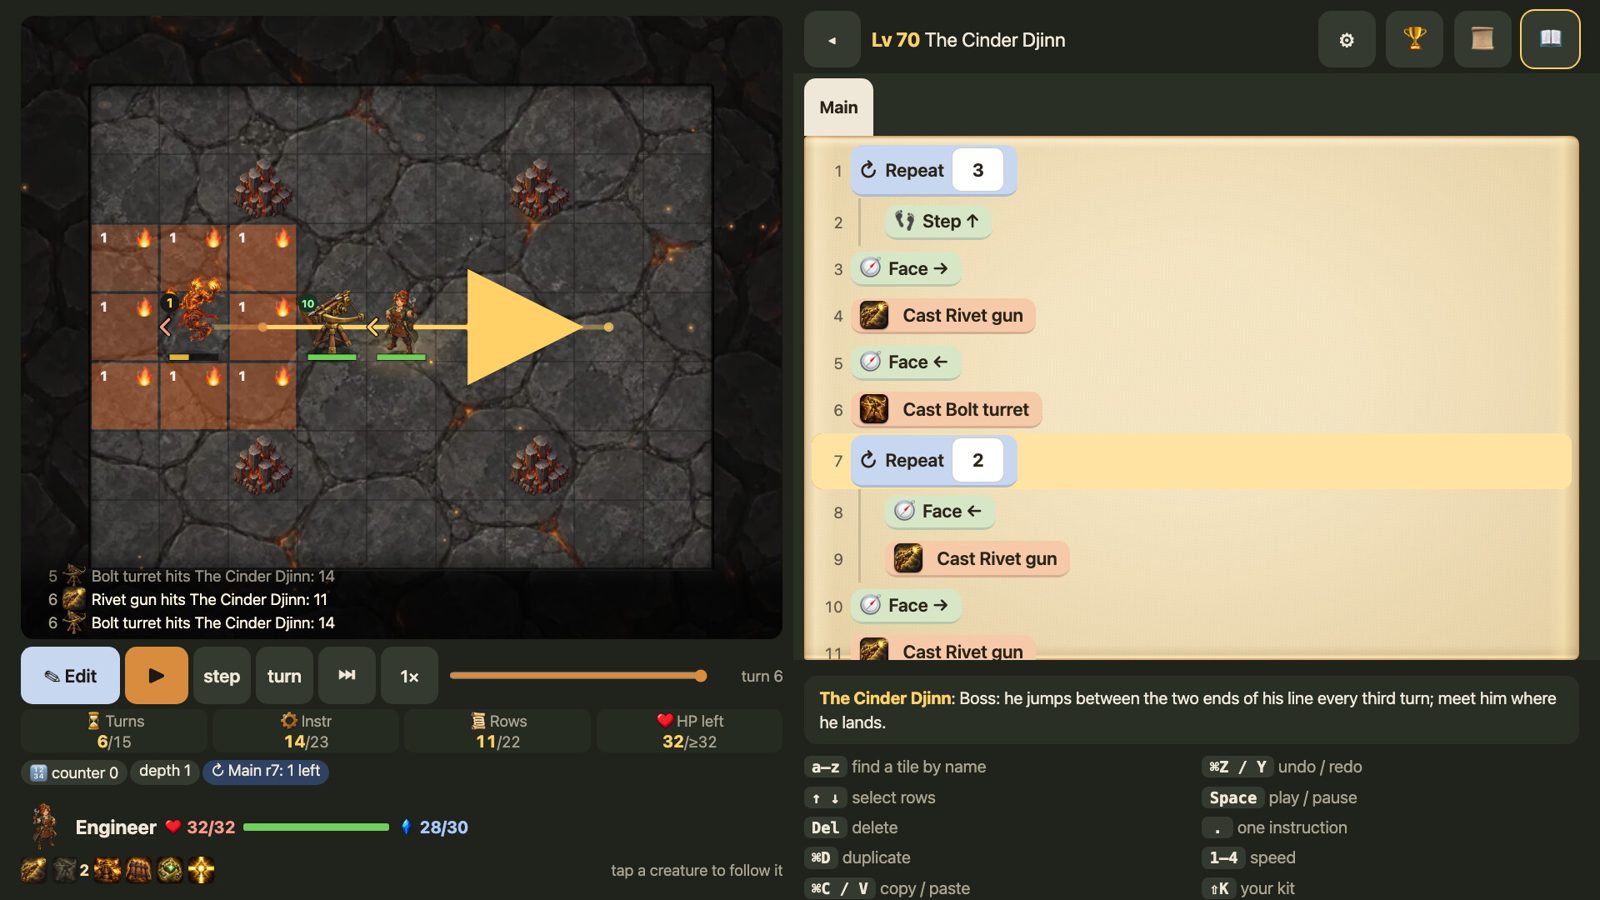 ◂
Lv 70 The Cinder Djinn
Main
1 Repeat 3
2 Step ↑
3 Face →
4 Cast Rivet gun
5 Face ←
6 Cast Bolt turret
7 Repeat 2
8 Face ←
9 Cast Rivet gun
10 Face →
11 Cast Rivet gun
1 1 1
1 1 1 10
1 1 1
5 Bolt turret hits The Cinder Djinn: 14
6 Rivet gun hits The Cinder Djinn: 11
6 Bolt turret hits The Cinder Djinn: 14
Edit step turn 1× turn 6
Turns Instr Rows HP left
6/15 14/23 11/22 32/≥32
counter 0 depth 1 Main r7: 1 left
Engineer 32/32 28/30
2 tap a creature to follow it
The Cinder Djinn: Boss: he jumps between the two ends of his line every third turn; meet him where
he lands.
a–z find a tile by name
↑ ↓ select rows
Del delete
⌘D duplicate
⌘C / V copy / paste
⌘Z / Y undo / redo
Space play / pause
. one instruction
1–4 speed
⇧K your kit